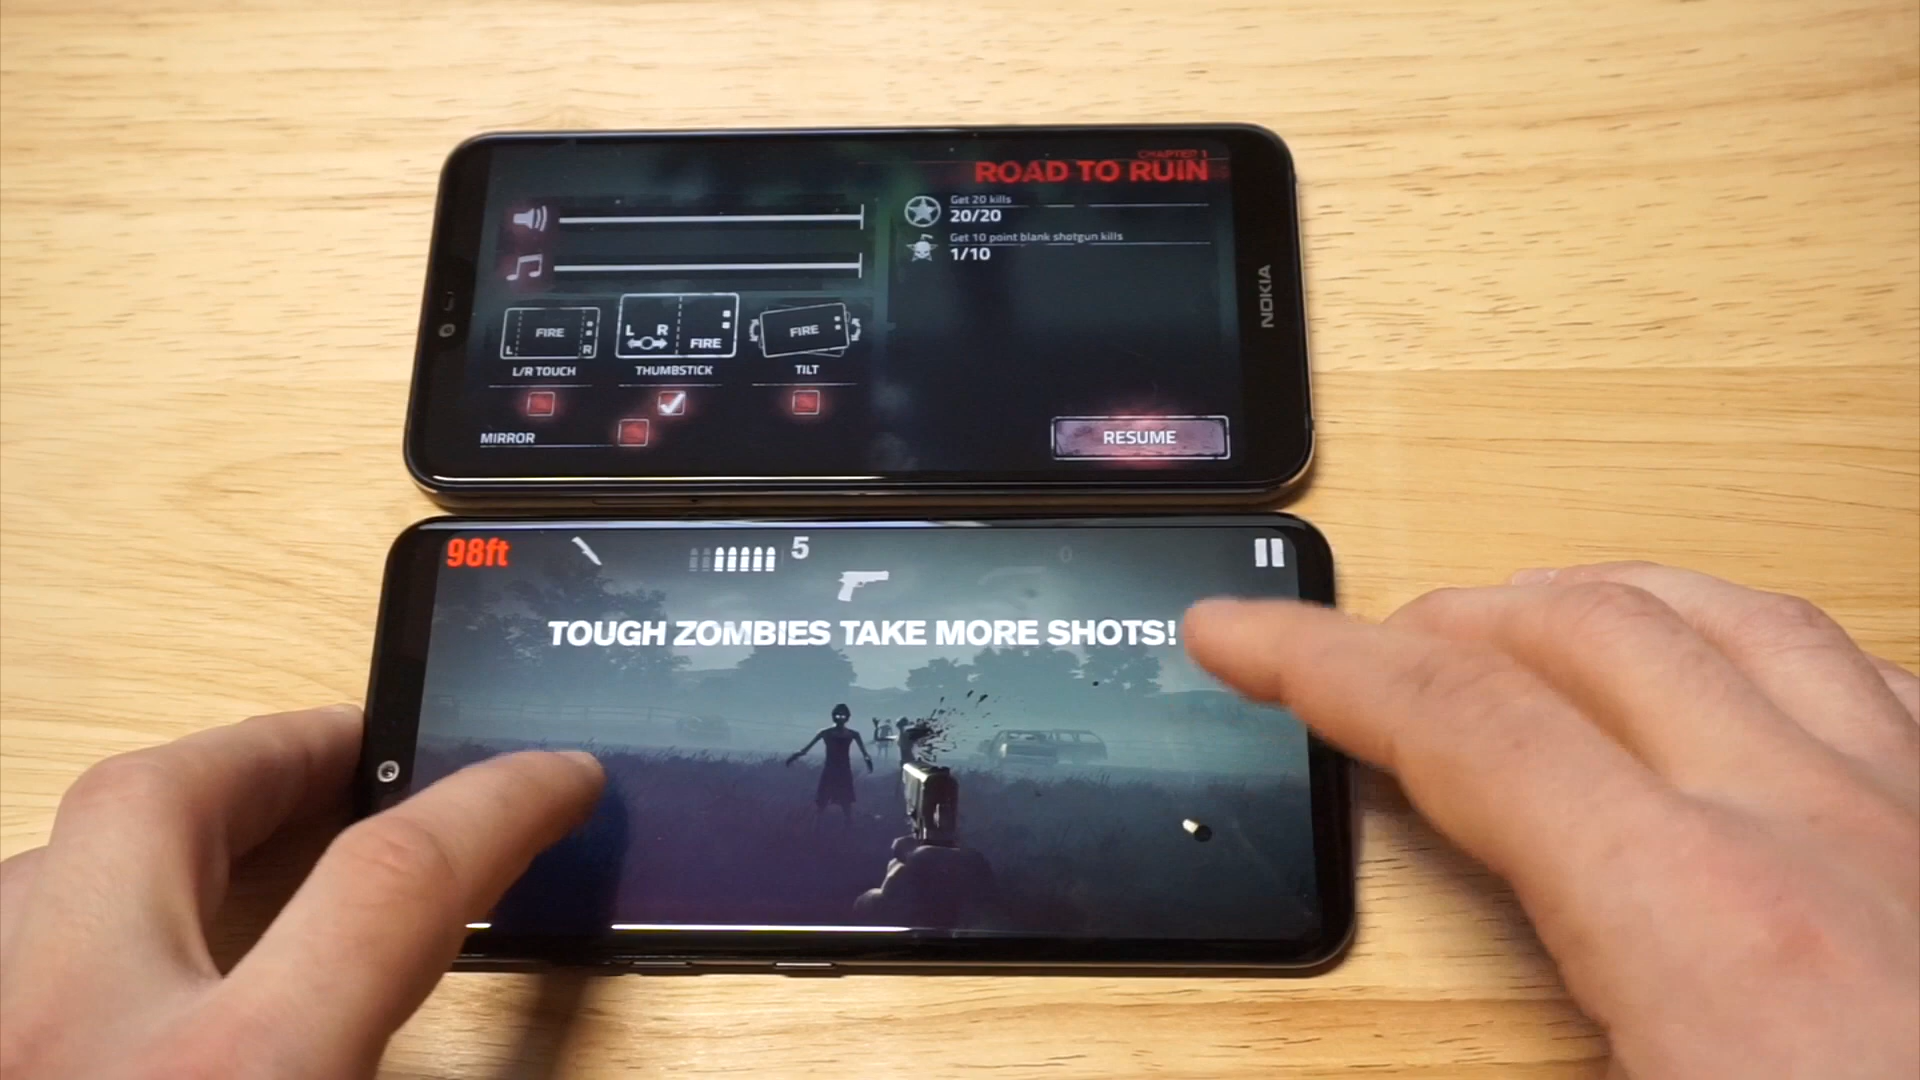 CHAPTER 1
ROAD TO RUIN
Get 20 kills
20/20
Get 10 point blank shotgun kills
1/10
FIRE
L
R
L/R TOUCH
L R
FIRE
THUMBSTICK
FIRE
TILT
MIRROR
RESUME
NOKIA
98ft
5
0
TOUGH ZOMBIES TAKE MORE SHOTS!